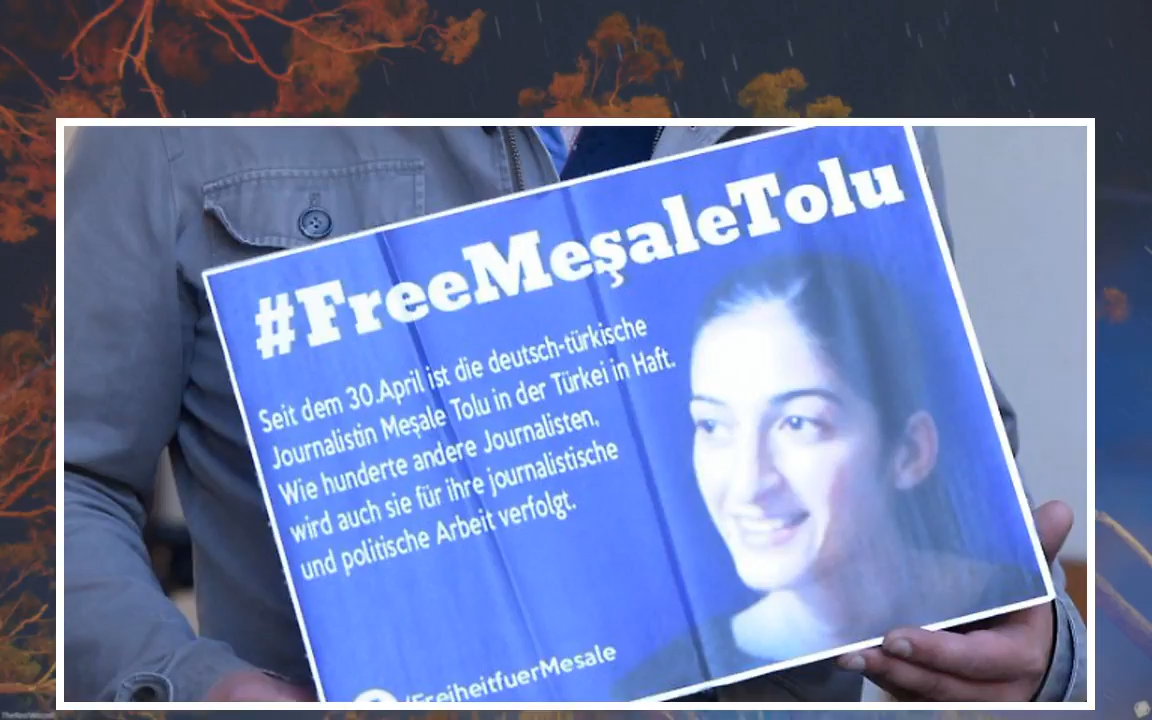 #FreeMeşaleTolu
Seit dem 30.April ist die deutsch-türkische
Journalistin Meşale Tolu in der Türkei in Haft.
Wie hunderte andere Journalisten,
wird auch sie für ihre journalistische
und politische Arbeit verfolgt.
/FreiheitfuerMesale